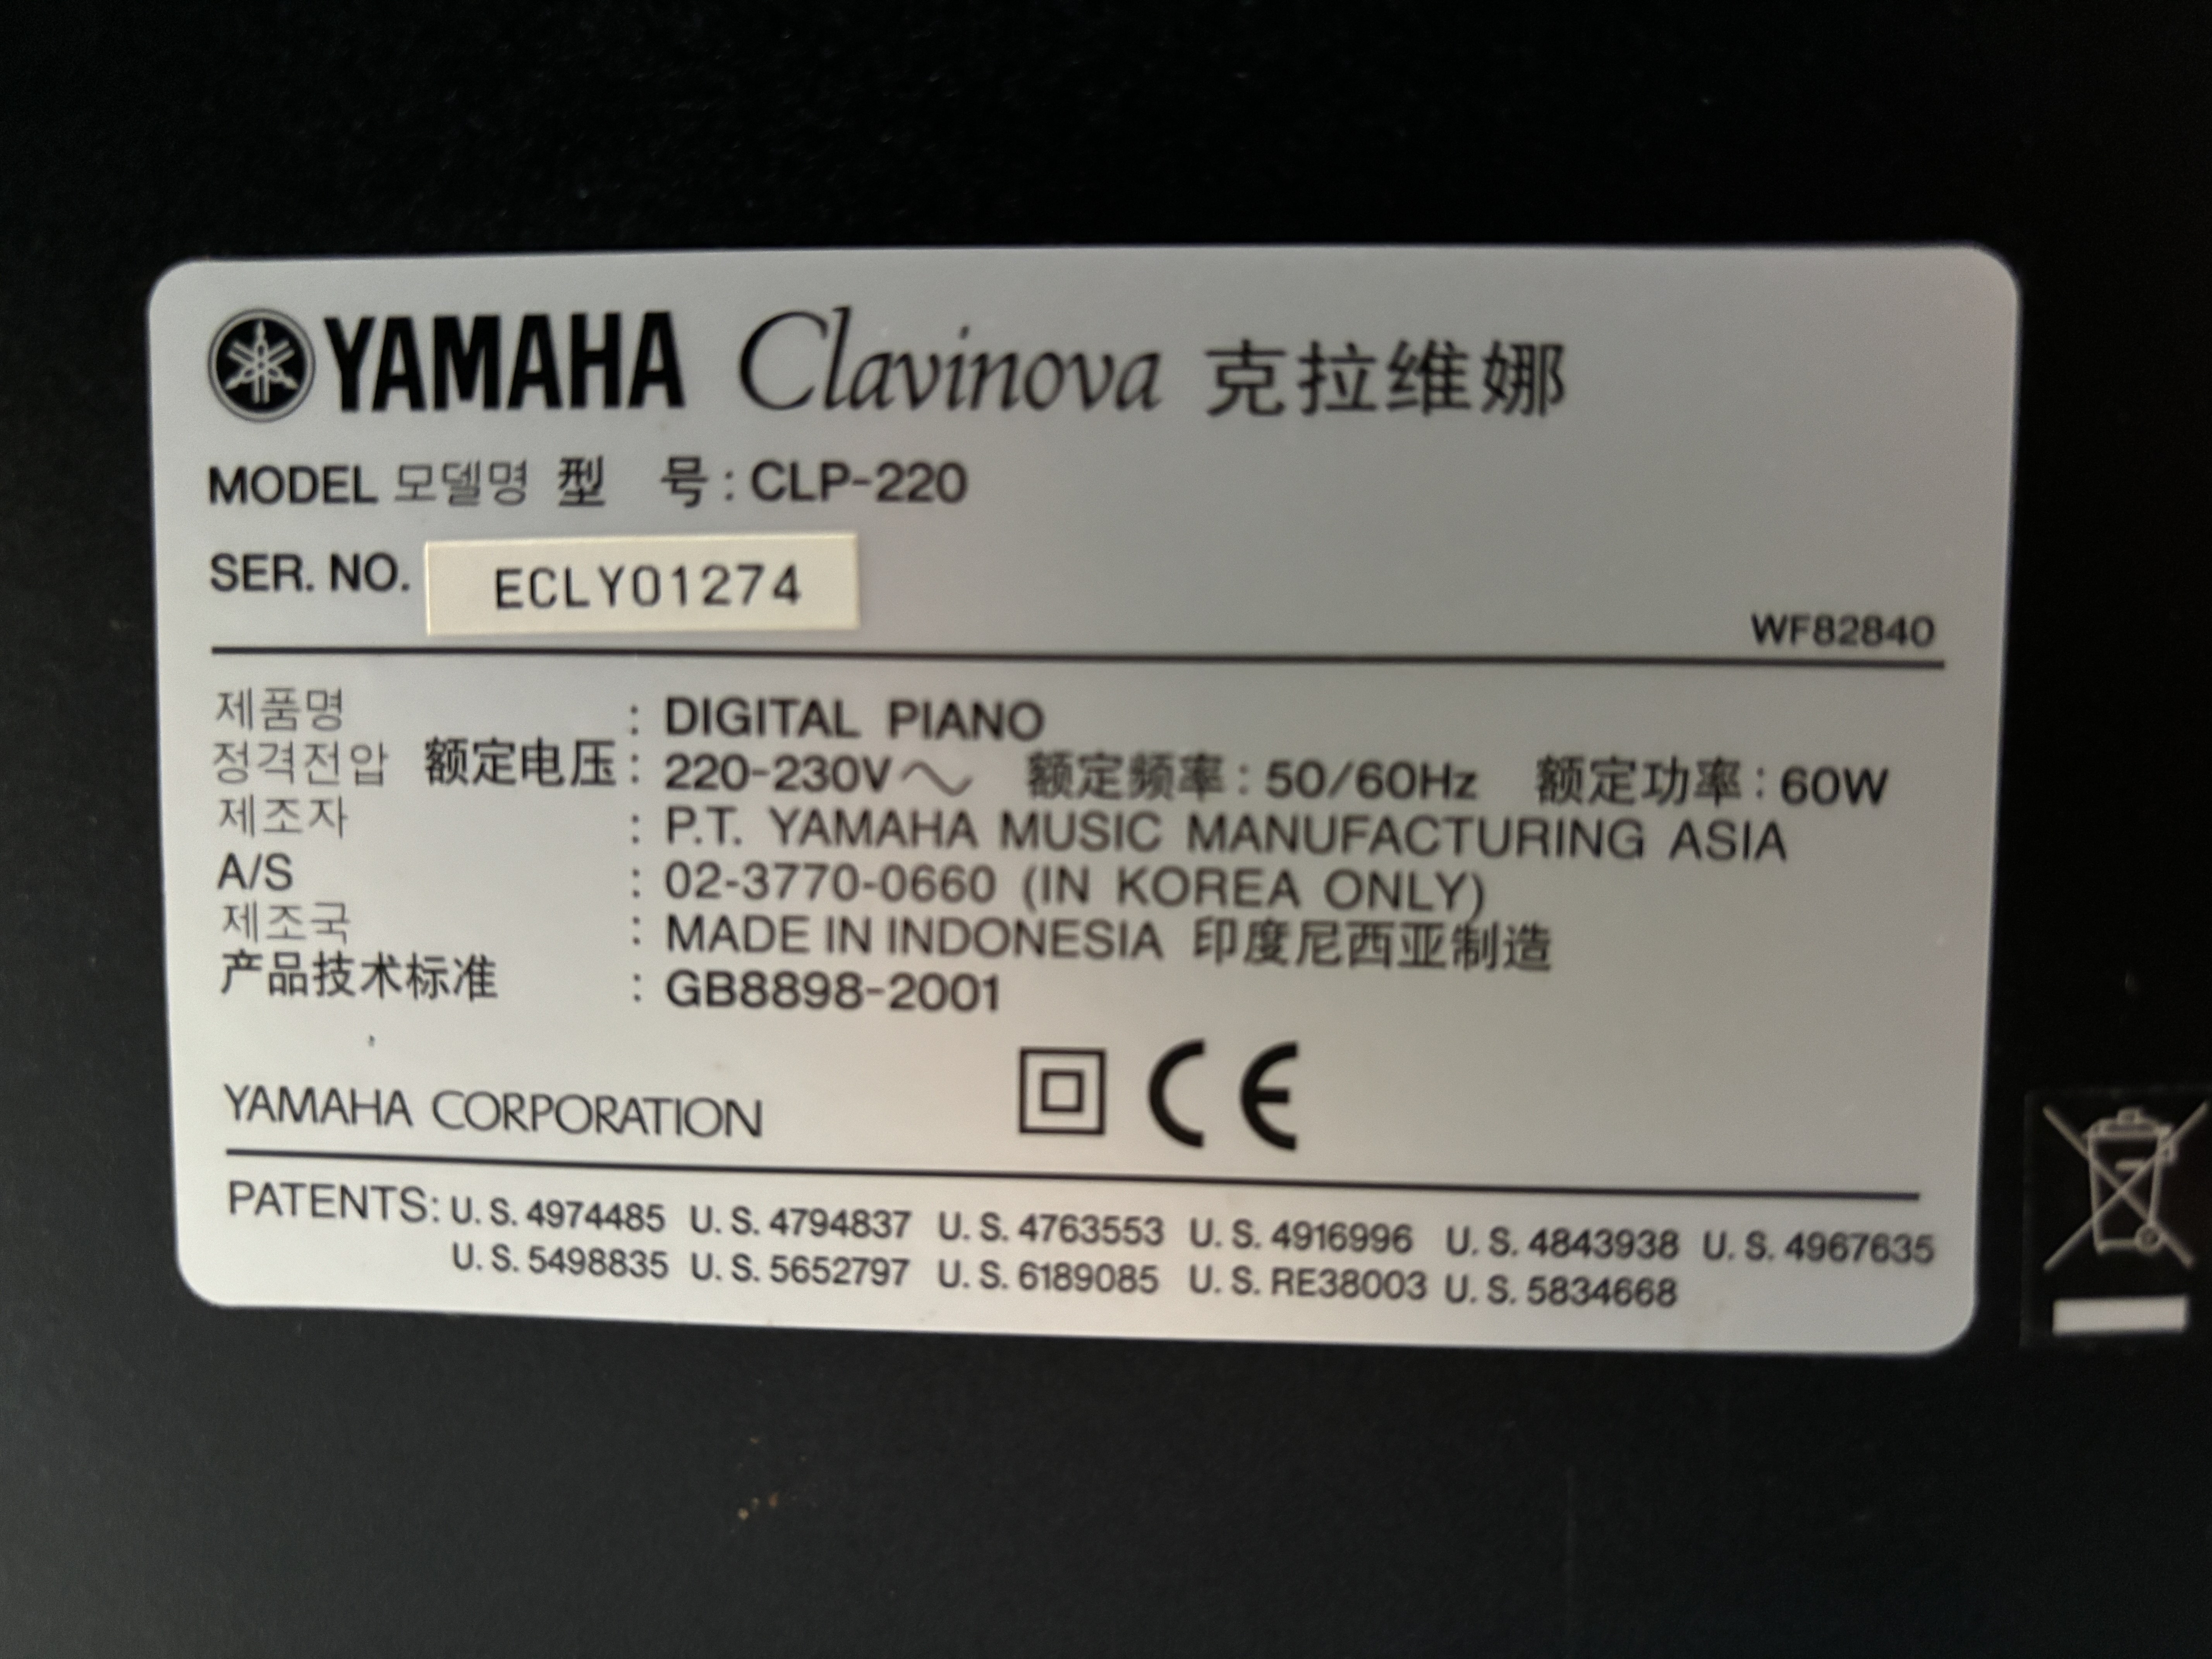 YAMAHA Clavinova 克拉维娜
MODEL 모델명 型 号: CLP-220
SER. NO. ECLY01274
WF82840
제품명 : DIGITAL PIANO
정격전압 额定电压: 220-230V～ 额定频率: 50/60Hz 额定功率: 60W
제조자 : P.T. YAMAHA MUSIC MANUFACTURING ASIA
A/S : 02-3770-0660 (IN KOREA ONLY)
제조국 : MADE IN INDONESIA 印度尼西亚制造
产品技术标准 : GB8898-2001
YAMAHA CORPORATION CE
PATENTS: U.S.4974485 U.S.4794837 U.S.4763553 U.S.4916996 U.S.4843938 U.S.4967635
U.S.5498835 U.S.5652797 U.S.6189085 U.S.RE38003 U.S.5834668